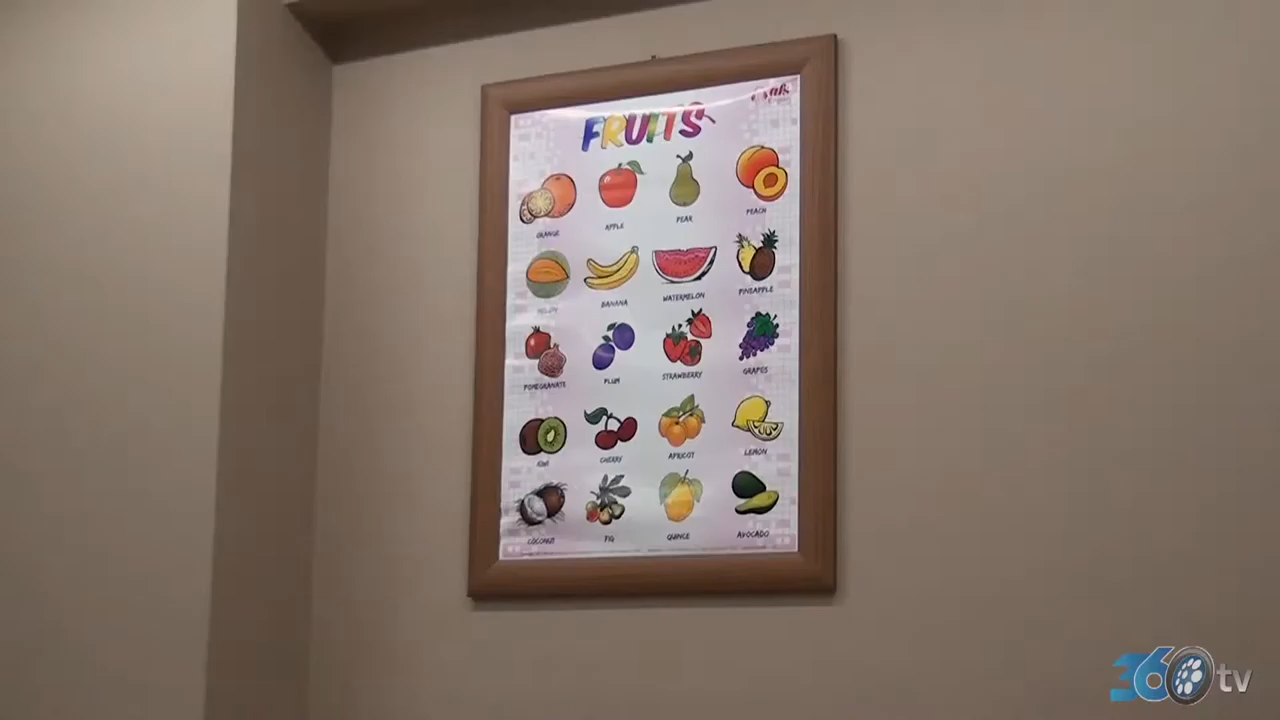 FRUITS
ORANGE
APPLE
PEAR
PEACH
MELON
BANANA
WATERMELON
PINEAPPLE
POMEGRANATE
PLUM
STRAWBERRY
GRAPES
KIWI
CHERRY
APRICOT
LEMON
COCONUT
FIG
QUINCE
AVOCADO
360tv